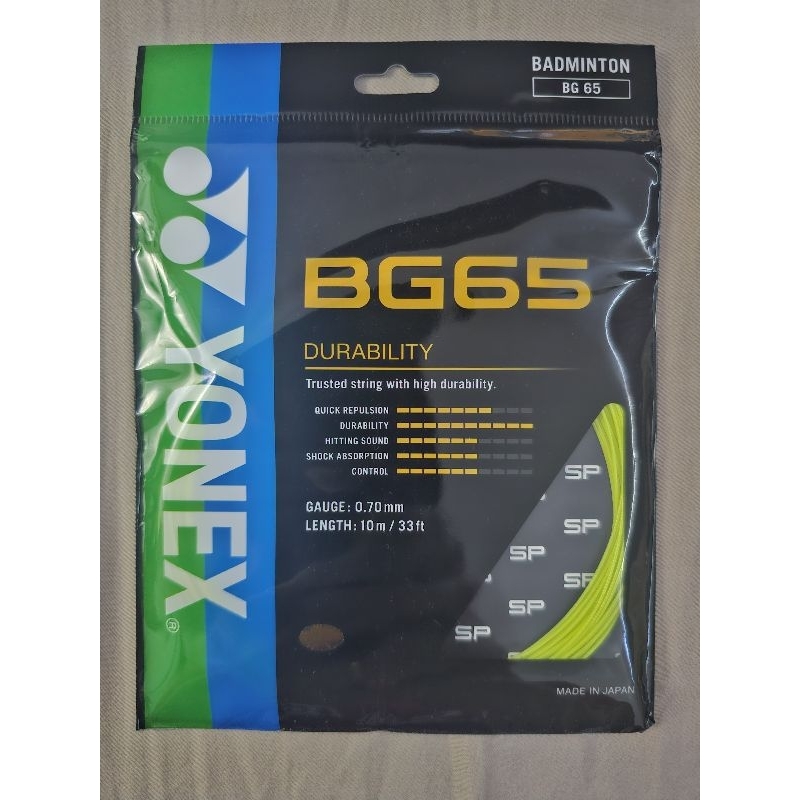 BADMINTON
BG 65
YONEX®
BG65
DURABILITY
Trusted string with high durability.
QUICK REPULSION
DURABILITY
HITTING SOUND
SHOCK ABSORPTION
CONTROL
GAUGE: 0.70mm
LENGTH: 10m / 33ft
SP
SP
SP
SP
SP
SP
MADE IN JAPAN